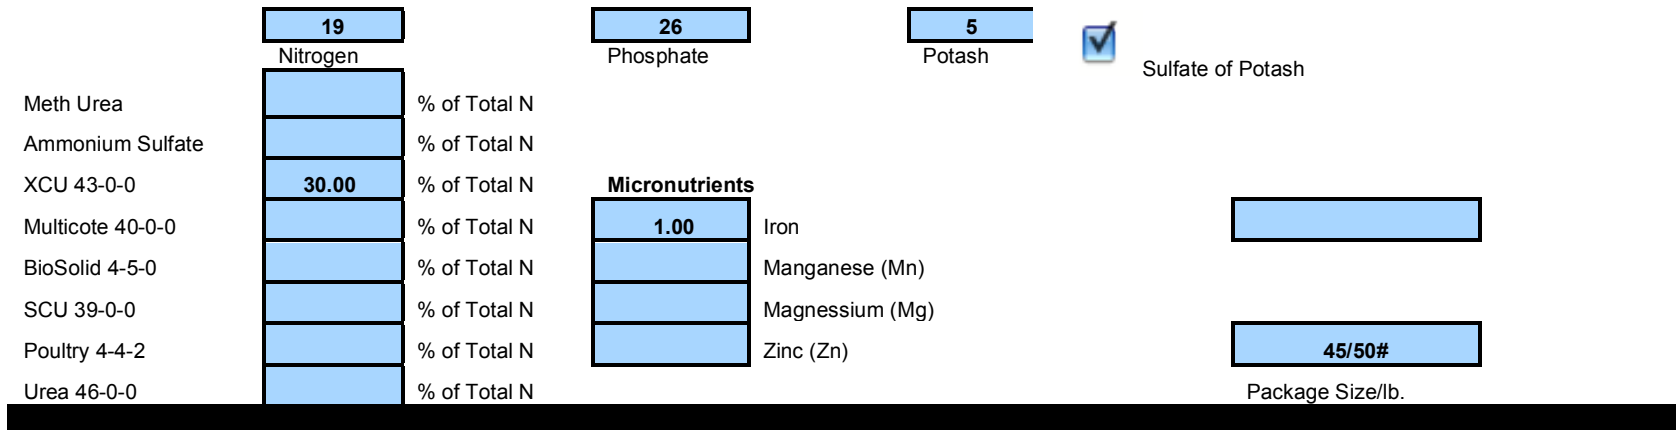 19 26 5
Nitrogen Phosphate Potash
Sulfate of Potash
Meth Urea % of Total N
Ammonium Sulfate % of Total N
XCU 43-0-0 30.00 % of Total N Micronutrients
Multicote 40-0-0 % of Total N 1.00 Iron
BioSolid 4-5-0 % of Total N Manganese (Mn)
SCU 39-0-0 % of Total N Magnessium (Mg)
Poultry 4-4-2 % of Total N Zinc (Zn) 45/50#
Urea 46-0-0 % of Total N Package Size/lb.